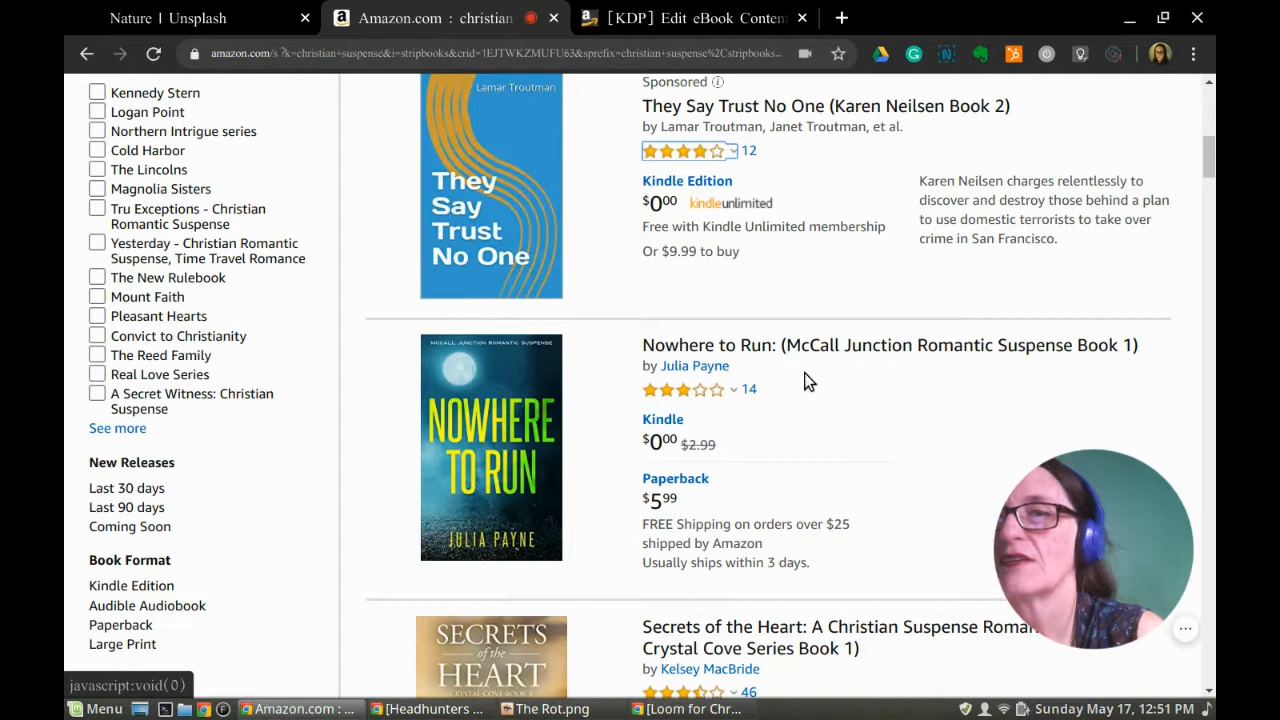 Nature l Unsplash
Amazon.com : christian
[KDP] Edit eBook Conten
amazon.com/s ?k=christian+suspense&i=stripbooks&crid=1EJTWKZMUFU63&sprefix=christian+suspense%2Cstripbooks...
Kennedy Stern
Logan Point
Northern Intrigue series
Cold Harbor
The Lincolns
Magnolia Sisters
Tru Exceptions - Christian
Romantic Suspense
Yesterday - Christian Romantic
Suspense, Time Travel Romance
The New Rulebook
Mount Faith
Pleasant Hearts
Convict to Christianity
The Reed Family
Real Love Series
A Secret Witness: Christian
Suspense
See more
New Releases
Last 30 days
Last 90 days
Coming Soon
Book Format
Kindle Edition
Audible Audiobook
Paperback
Large Print
Lamar Troutman
They
Say
Trust
No One
Sponsored
They Say Trust No One (Karen Neilsen Book 2)
by Lamar Troutman, Janet Troutman, et al.
12
Kindle Edition
$000 kindleunlimited
Free with Kindle Unlimited membership
Or $9.99 to buy
Karen Neilsen charges relentlessly to
discover and destroy those behind a plan
to use domestic terrorists to take over
crime in San Francisco.
MCCALL JUNCTION ROMANTIC SUSPENSE
NOWHERE
TO RUN
JULIA PAYNE
Nowhere to Run: (McCall Junction Romantic Suspense Book 1)
by Julia Payne
14
Kindle
$000 $2.99
Paperback
$599
FREE Shipping on orders over $25
shipped by Amazon
Usually ships within 3 days.
SECRETS
of the
HEART
CRYSTAL COVE BOOK 1
Secrets of the Heart: A Christian Suspense Roman
Crystal Cove Series Book 1)
by Kelsey MacBride
46
javascript:void(0)
Menu
Amazon.com : ...
[Headhunters ...
The Rot.png
[Loom for Chr...
Sunday May 17, 12:51 PM